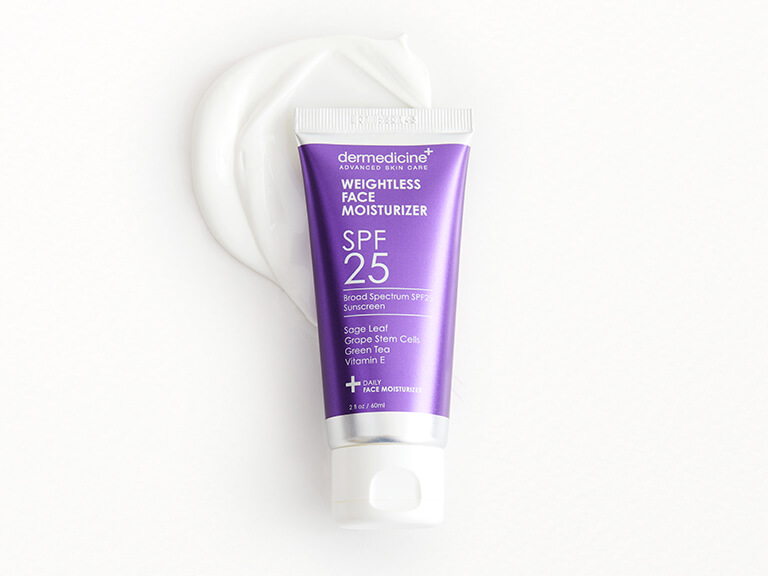 dermedicine+
ADVANCED SKIN CARE
WEIGHTLESS
FACE
MOISTURIZER
SPF
25
Broad Spectrum SPF25
Sunscreen
Sage Leaf
Grape Stem Cells
Green Tea
Vitamin E
+ DAILY
FACE MOISTURIZER
2 fl oz / 60ml